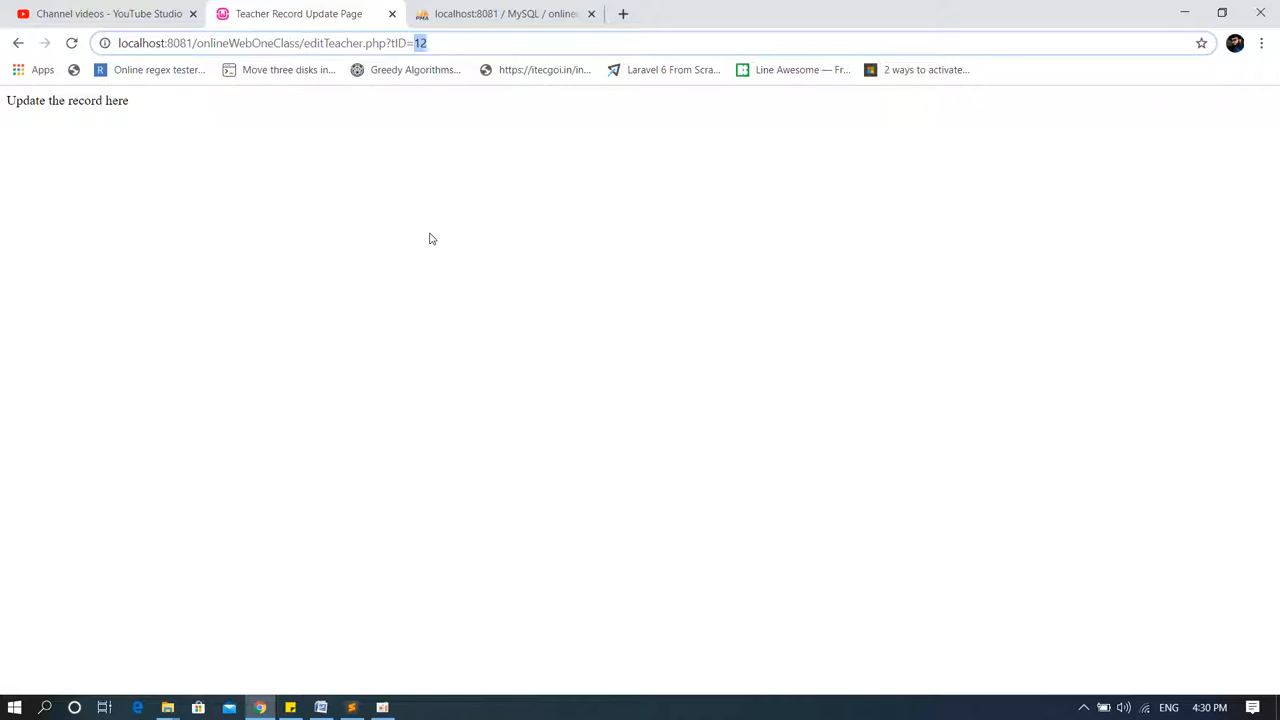 Channel videos - YouTube Studio
Teacher Record Update Page
localhost:8081 / MySQL / online
localhost:8081/onlineWebOneClass/editTeacher.php?tID=12
Apps
Online regex tester...
Move three disks in...
Greedy Algorithms...
https://itecgoi.in/in...
Laravel 6 From Scra...
Line Awesome — Fr...
2 ways to activate...
Update the record here
ENG
4:30 PM